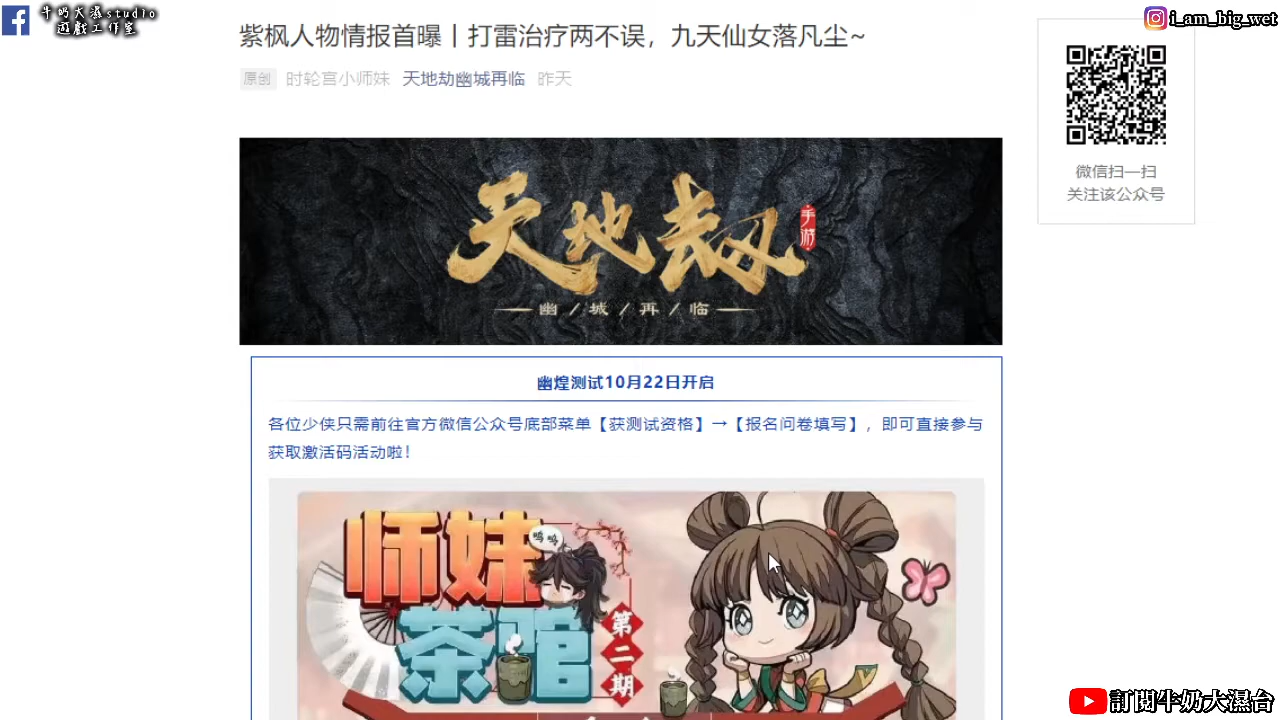 牛奶大濕studio
遊戲工作室
i_am_big_wet
紫枫人物情报首曝丨打雷治疗两不误，九天仙女落凡尘~
原创 时轮宫小师妹 天地劫幽城再临 昨天
微信扫一扫
关注该公众号
天地劫
手游
幽/城/再/临
幽煌测试10月22日开启
各位少侠只需前往官方微信公众号底部菜单【获测试资格】→【报名问卷填写】，即可直接参与
获取激活码活动啦！
师妹
呜呜
茶馆
第二期
訂閱牛奶大濕台